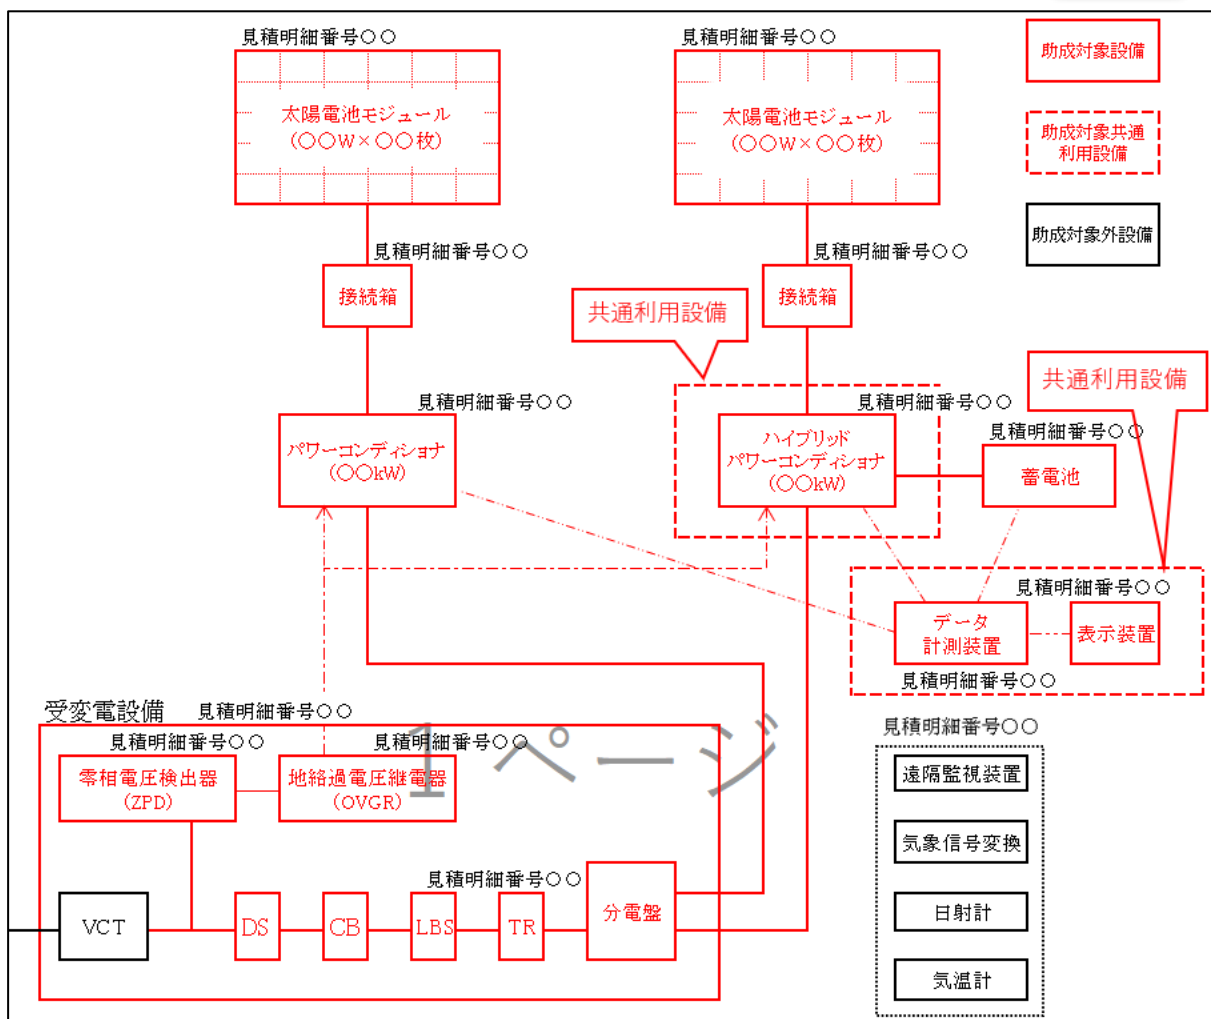 見積明細番号〇〇
見積明細番号〇〇
太陽電池モジュール
(〇〇W×〇〇枚)
太陽電池モジュール
(〇〇W×〇〇枚)
助成対象設備
助成対象共通
利用設備
助成対象外設備
見積明細番号〇〇
見積明細番号〇〇
接続箱
接続箱
共通利用設備
共通利用設備
見積明細番号〇〇
見積明細番号〇〇
パワーコンディショナ
(〇〇kW)
ハイブリッド
パワーコンディショナ
(〇〇kW)
見積明細番号〇〇
蓄電池
見積明細番号〇〇
データ
計測装置
表示装置
見積明細番号〇〇
受変電設備
見積明細番号〇〇
見積明細番号〇〇
見積明細番号〇〇
零相電圧検出器
(ZPD)
地絡過電圧継電器
(OVGR)
1 ページ
見積明細番号〇〇
VCT
DS
CB
LBS
TR
分電盤
見積明細番号〇〇
遠隔監視装置
気象信号変換
日射計
気温計